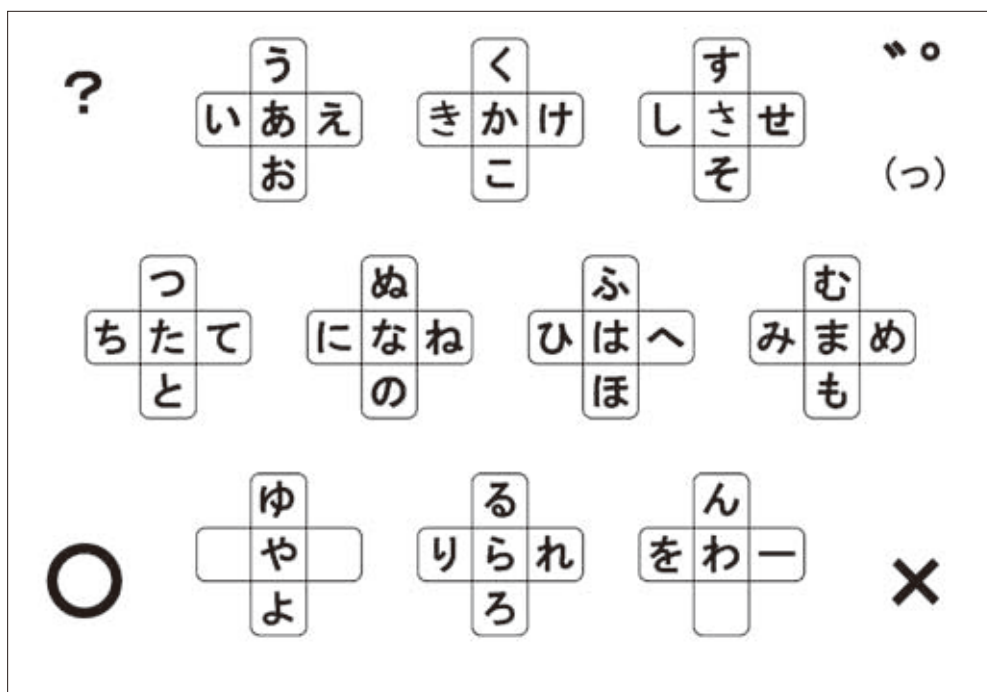 う く す ゛゜
? い あ え き か け し さ せ
お こ そ (っ)
つ ぬ ふ む
ち た て に な ね ひ は へ み ま め
と の ほ も
ゆ る ん
○ や り ら れ を わ ー ×
よ ろ